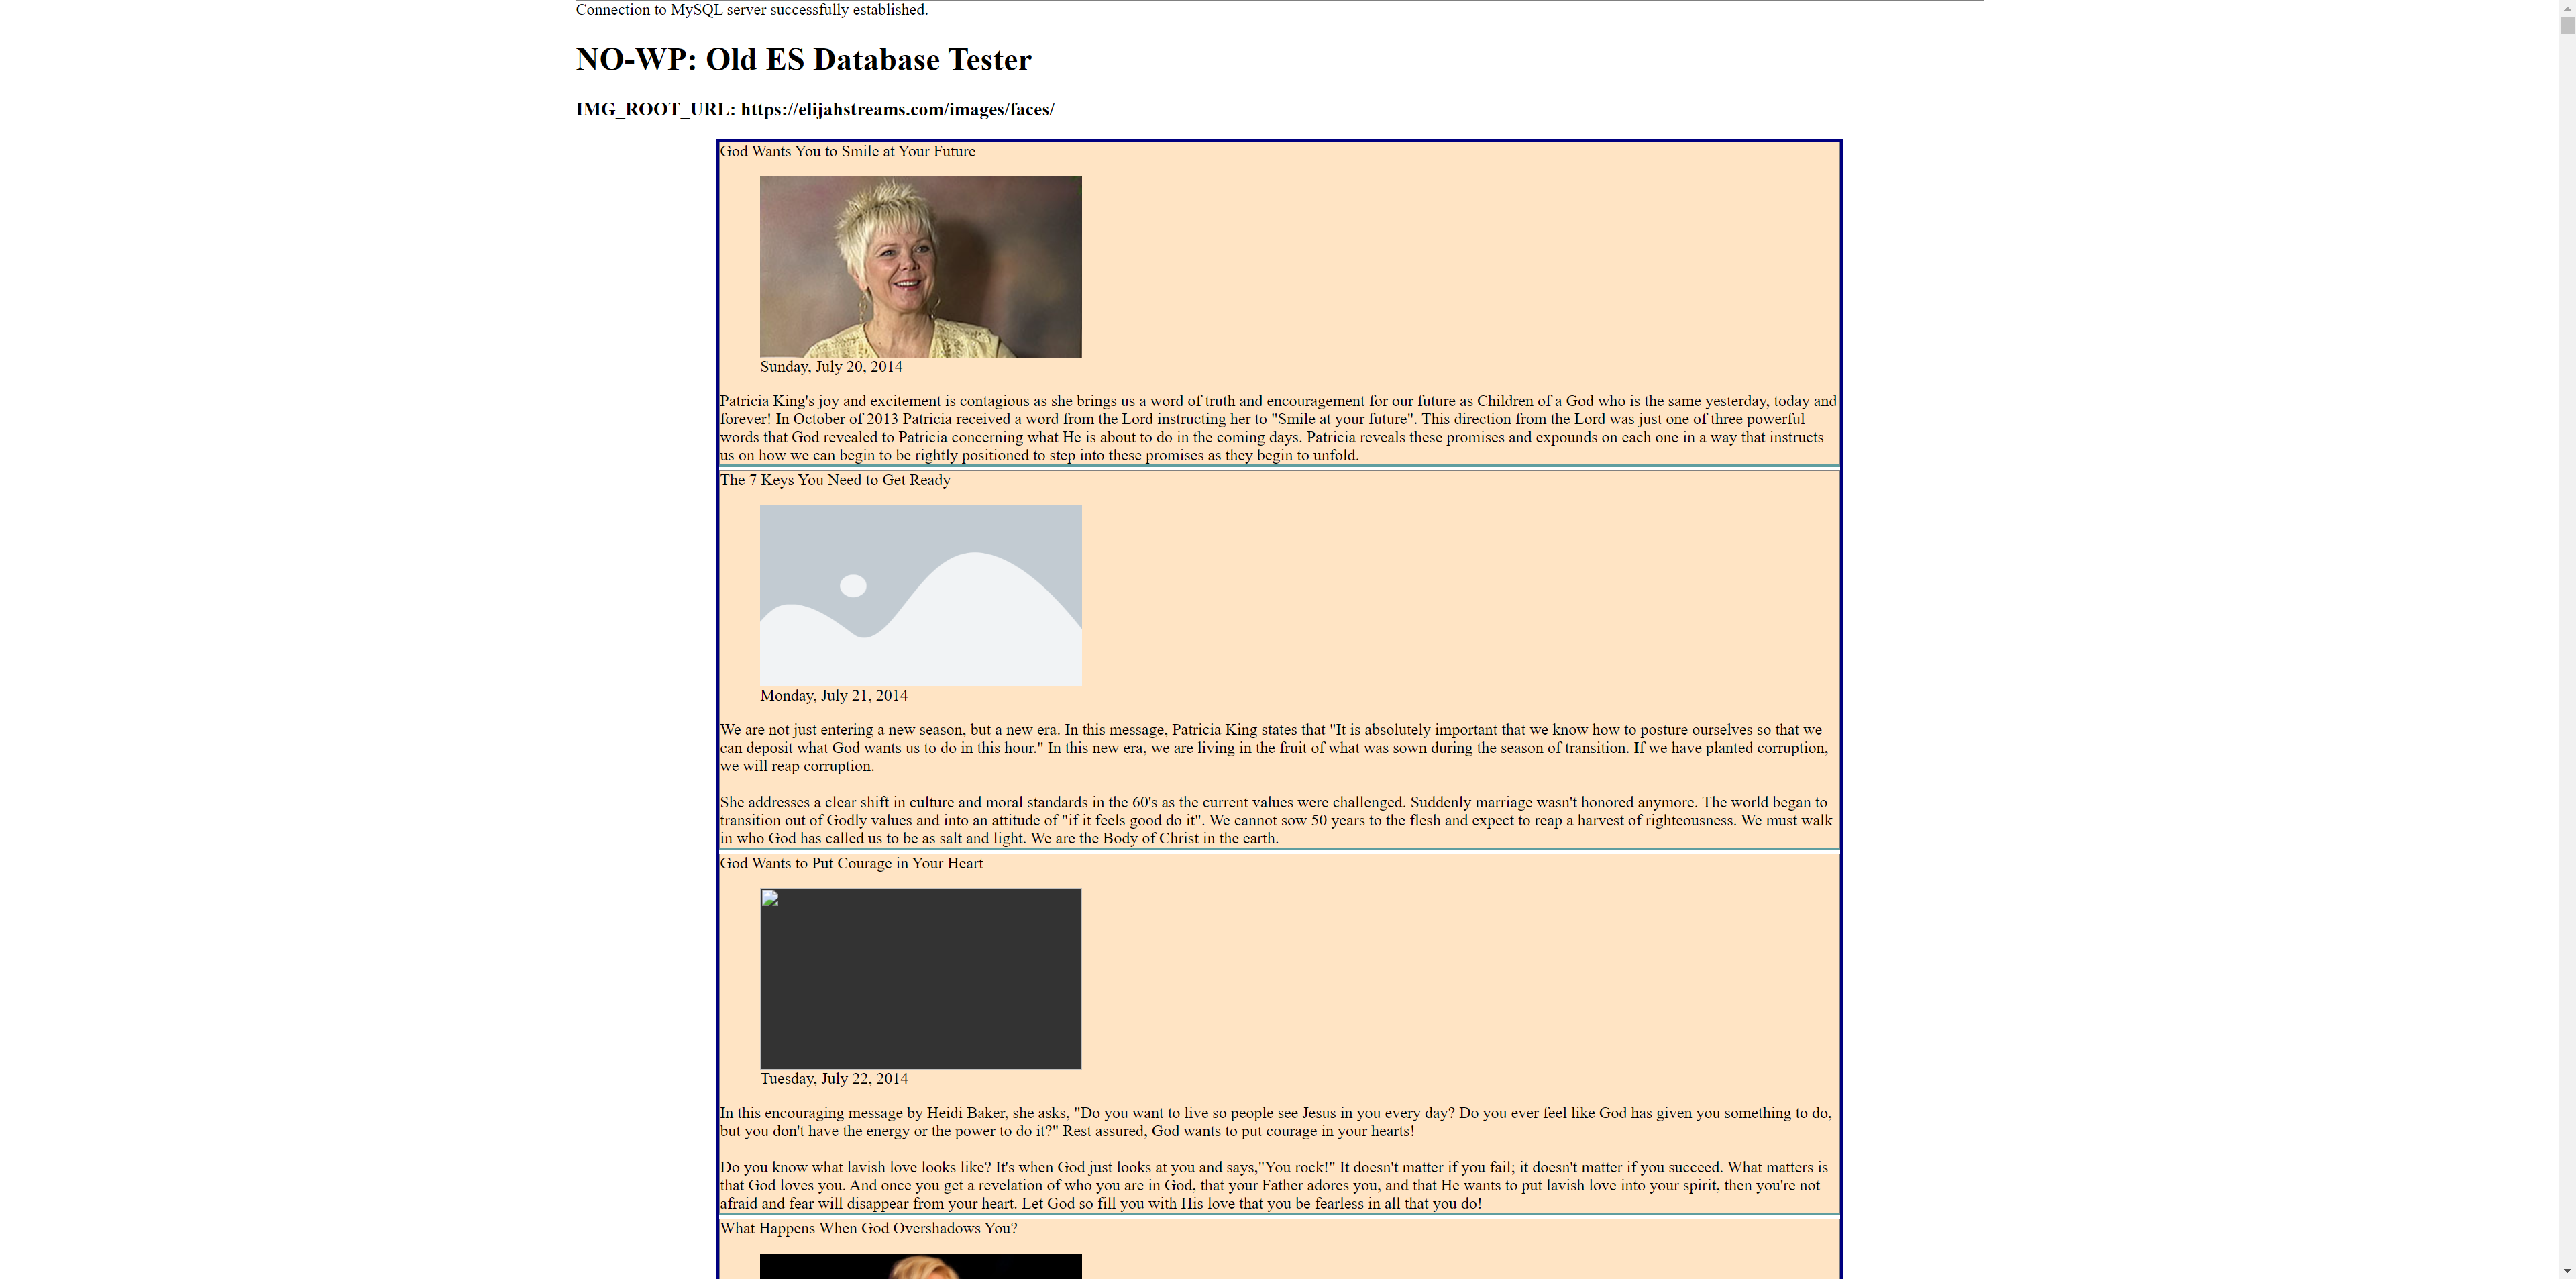 Connection to MySQL server successfully established.
NO-WP: Old ES Database Tester
IMG_ROOT_URL: https://elijahstreams.com/images/faces/
God Wants You to Smile at Your Future
Sunday, July 20, 2014
Patricia King's joy and excitement is contagious as she brings us a word of truth and encouragement for our future as Children of a God who is the same yesterday, today and
forever! In October of 2013 Patricia received a word from the Lord instructing her to "Smile at your future". This direction from the Lord was just one of three powerful
words that God revealed to Patricia concerning what He is about to do in the coming days. Patricia reveals these promises and expounds on each one in a way that instructs
us on how we can begin to be rightly positioned to step into these promises as they begin to unfold.
The 7 Keys You Need to Get Ready
Monday, July 21, 2014
We are not just entering a new season, but a new era. In this message, Patricia King states that "It is absolutely important that we know how to posture ourselves so that we
can deposit what God wants us to do in this hour." In this new era, we are living in the fruit of what was sown during the season of transition. If we have planted corruption,
we will reap corruption.
She addresses a clear shift in culture and moral standards in the 60's as the current values were challenged. Suddenly marriage wasn't honored anymore. The world began to
transition out of Godly values and into an attitude of "if it feels good do it". We cannot sow 50 years to the flesh and expect to reap a harvest of righteousness. We must walk
in who God has called us to be as salt and light. We are the Body of Christ in the earth.
God Wants to Put Courage in Your Heart
Tuesday, July 22, 2014
In this encouraging message by Heidi Baker, she asks, "Do you want to live so people see Jesus in you every day? Do you ever feel like God has given you something to do,
but you don't have the energy or the power to do it?" Rest assured, God wants to put courage in your hearts!
Do you know what lavish love looks like? It's when God just looks at you and says,"You rock!" It doesn't matter if you fail; it doesn't matter if you succeed. What matters is
that God loves you. And once you get a revelation of who you are in God, that your Father adores you, and that He wants to put lavish love into your spirit, then you're not
afraid and fear will disappear from your heart. Let God so fill you with His love that you be fearless in all that you do!
What Happens When God Overshadows You?